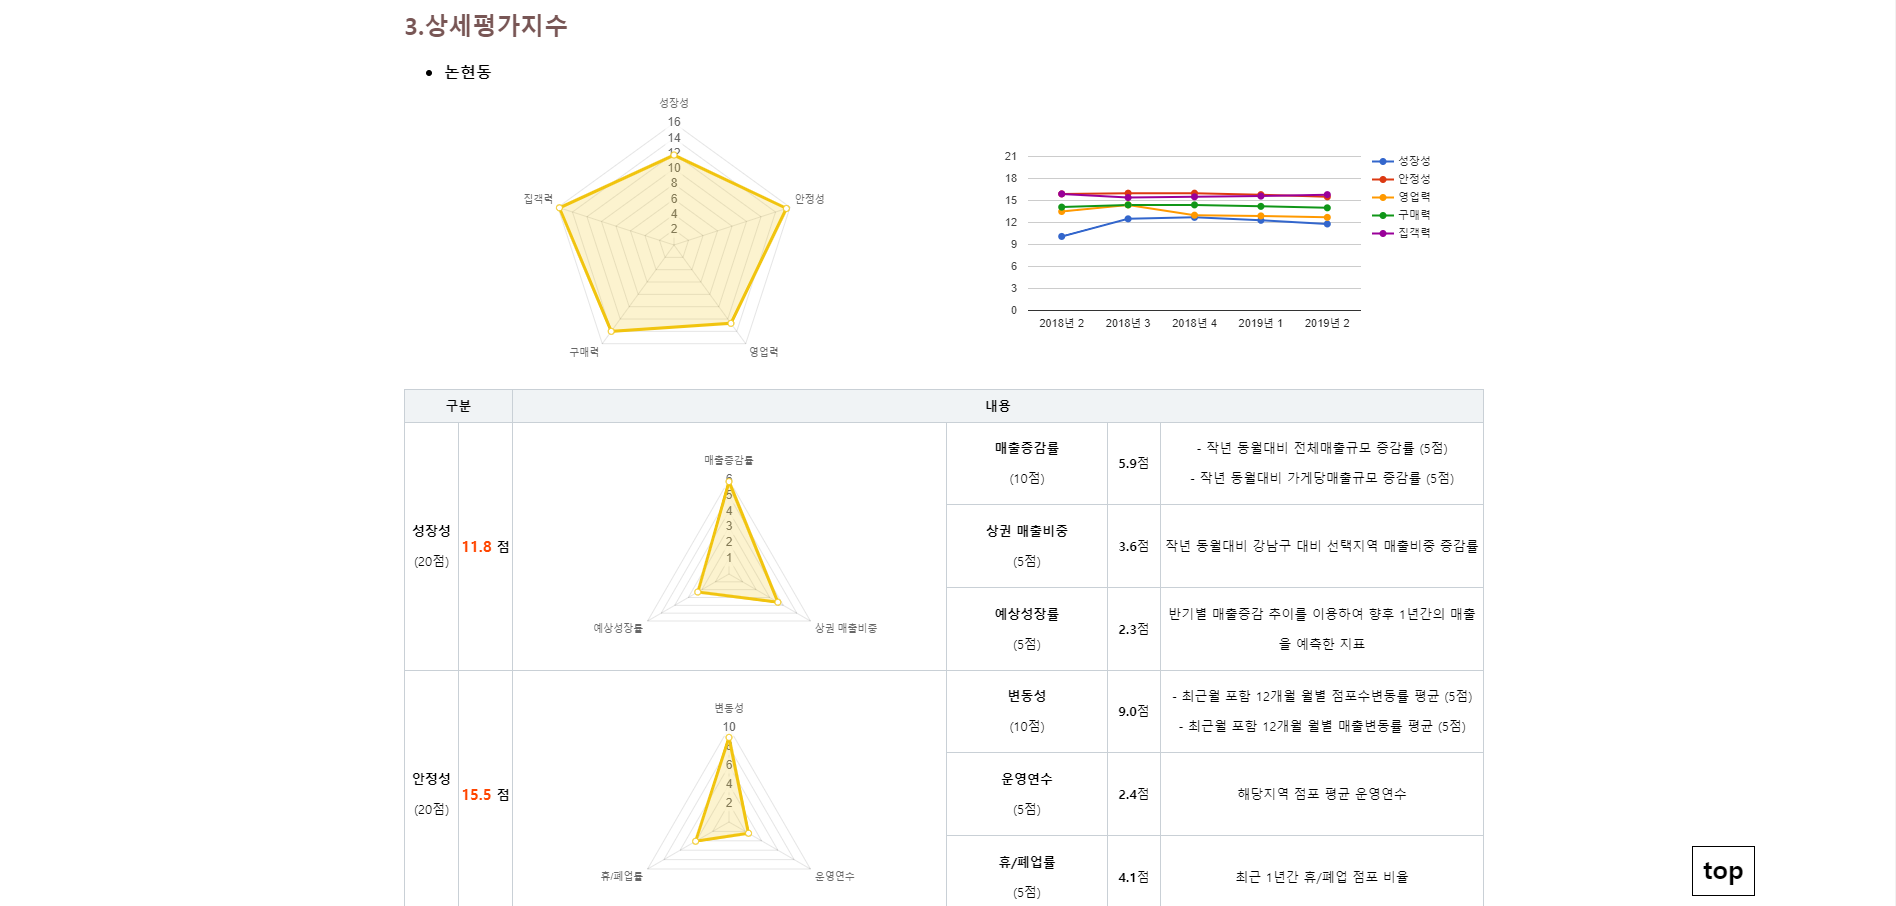 3.상세평가지수
논현동
성장성
16
14
12
10
8
6
4
2
안정성
집객력
구매력
영업력
21
18
15
12
9
6
3
0
2018년 2
2018년 3
2018년 4
2019년 1
2019년 2
성장성
안정성
영업력
구매력
집객력
구분
내용
성장성
(20점)
11.8 점
매출증감률
6
5
4
3
2
1
예상성장률
상권 매출비중
매출증감률
(10점)
5.9점
- 작년 동월대비 전체매출규모 증감률 (5점)
- 작년 동월대비 가게당매출규모 증감률 (5점)
상권 매출비중
(5점)
3.6점
작년 동월대비 강남구 대비 선택지역 매출비중 증감률
예상성장률
(5점)
2.3점
반기별 매출증감 추이를 이용하여 향후 1년간의 매출
을 예측한 지표
안정성
(20점)
15.5 점
변동성
10
8
6
4
2
휴/폐업률
운영연수
변동성
(10점)
9.0점
- 최근월 포함 12개월 월별 점포수변동률 평균 (5점)
- 최근월 포함 12개월 월별 매출변동률 평균 (5점)
운영연수
(5점)
2.4점
해당지역 점포 평균 운영연수
휴/폐업률
(5점)
4.1점
최근 1년간 휴/폐업 점포 비율
top